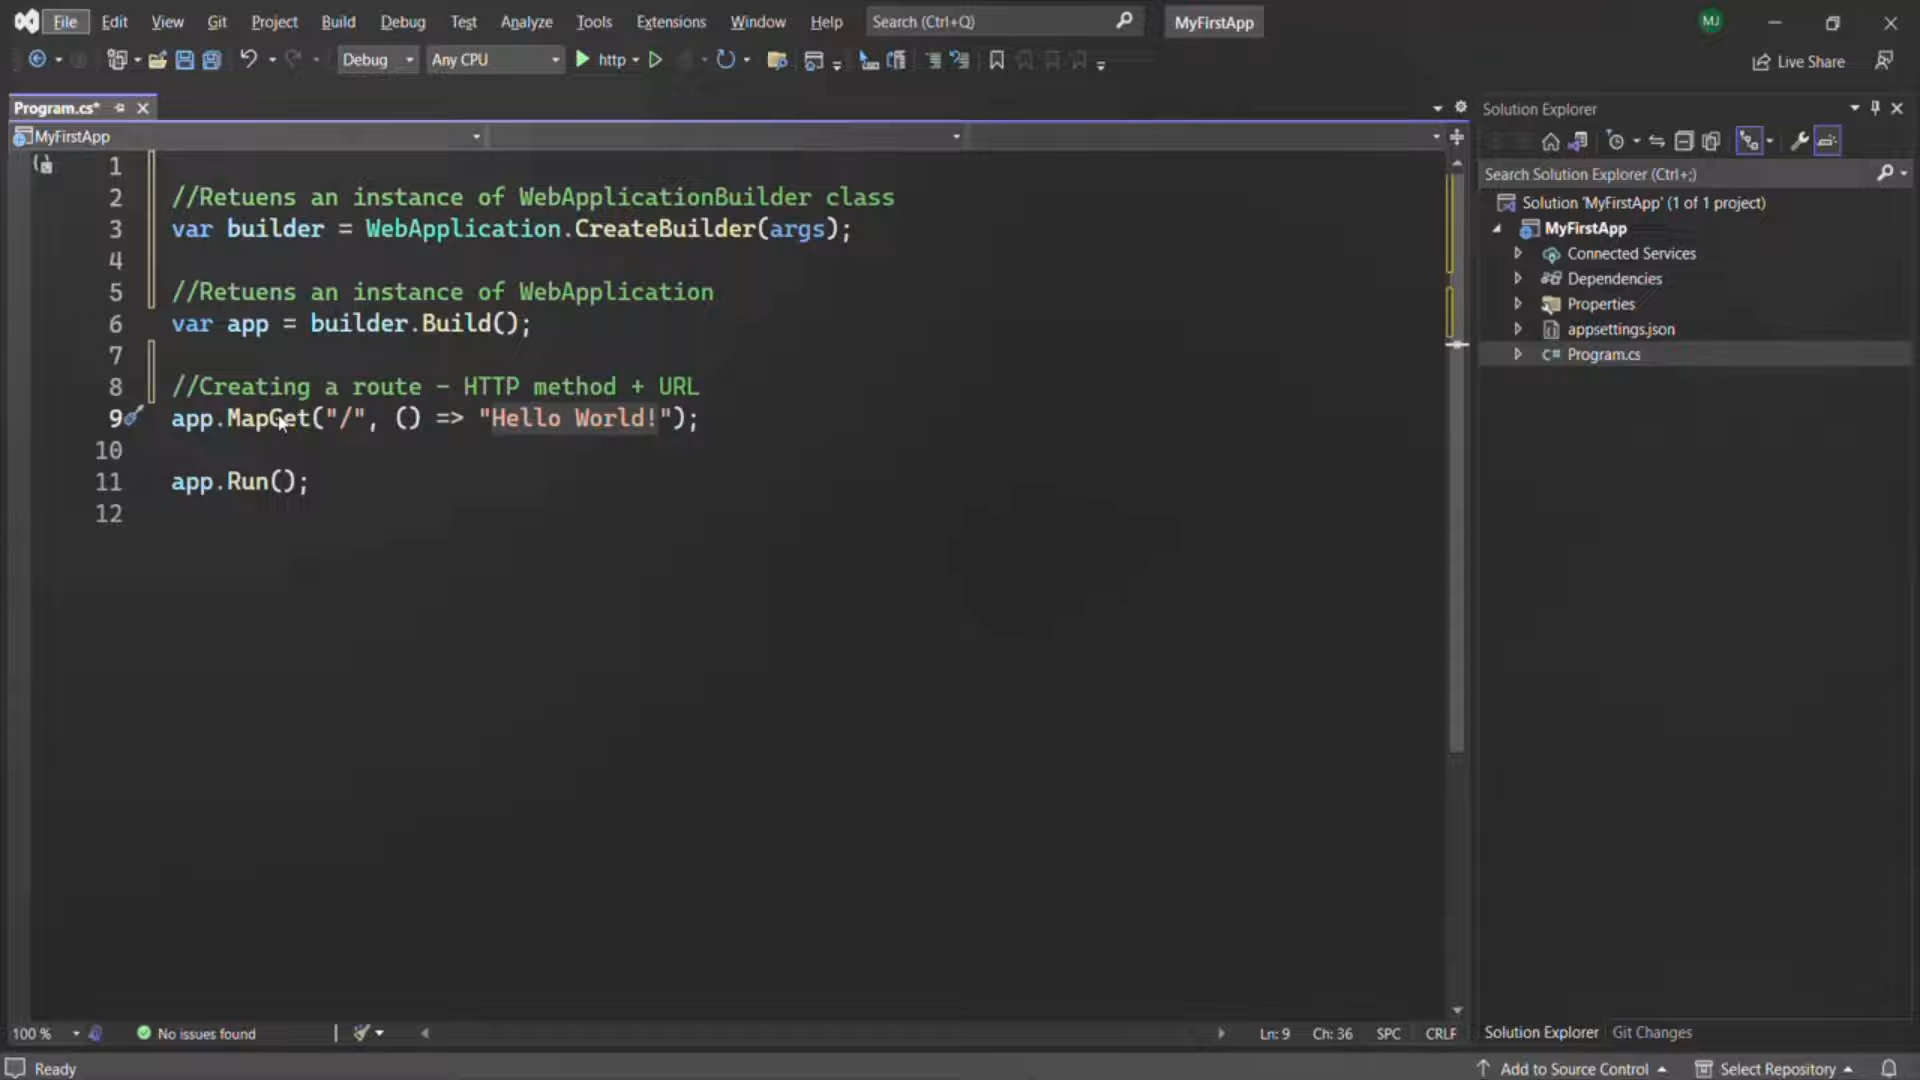 File Edit View Git Project Build Debug Test Analyze Tools Extensions Window Help Search (Ctrl+Q) MyFirstApp MJ
Debug Any CPU http Live Share
Program.cs*
MyFirstApp
1
2 //Retuens an instance of WebApplicationBuilder class
3 var builder = WebApplication.CreateBuilder(args);
4
5 //Retuens an instance of WebApplication
6 var app = builder.Build();
7
8 //Creating a route - HTTP method + URL
9 app.MapGet("/", () => "Hello World!");
10
11 app.Run();
12
100 % No issues found Ln: 9 Ch: 36 SPC CRLF
Solution Explorer
Search Solution Explorer (Ctrl+;)
Solution 'MyFirstApp' (1 of 1 project)
MyFirstApp
Connected Services
Dependencies
Properties
appsettings.json
C# Program.cs
Solution Explorer Git Changes
Ready Add to Source Control Select Repository